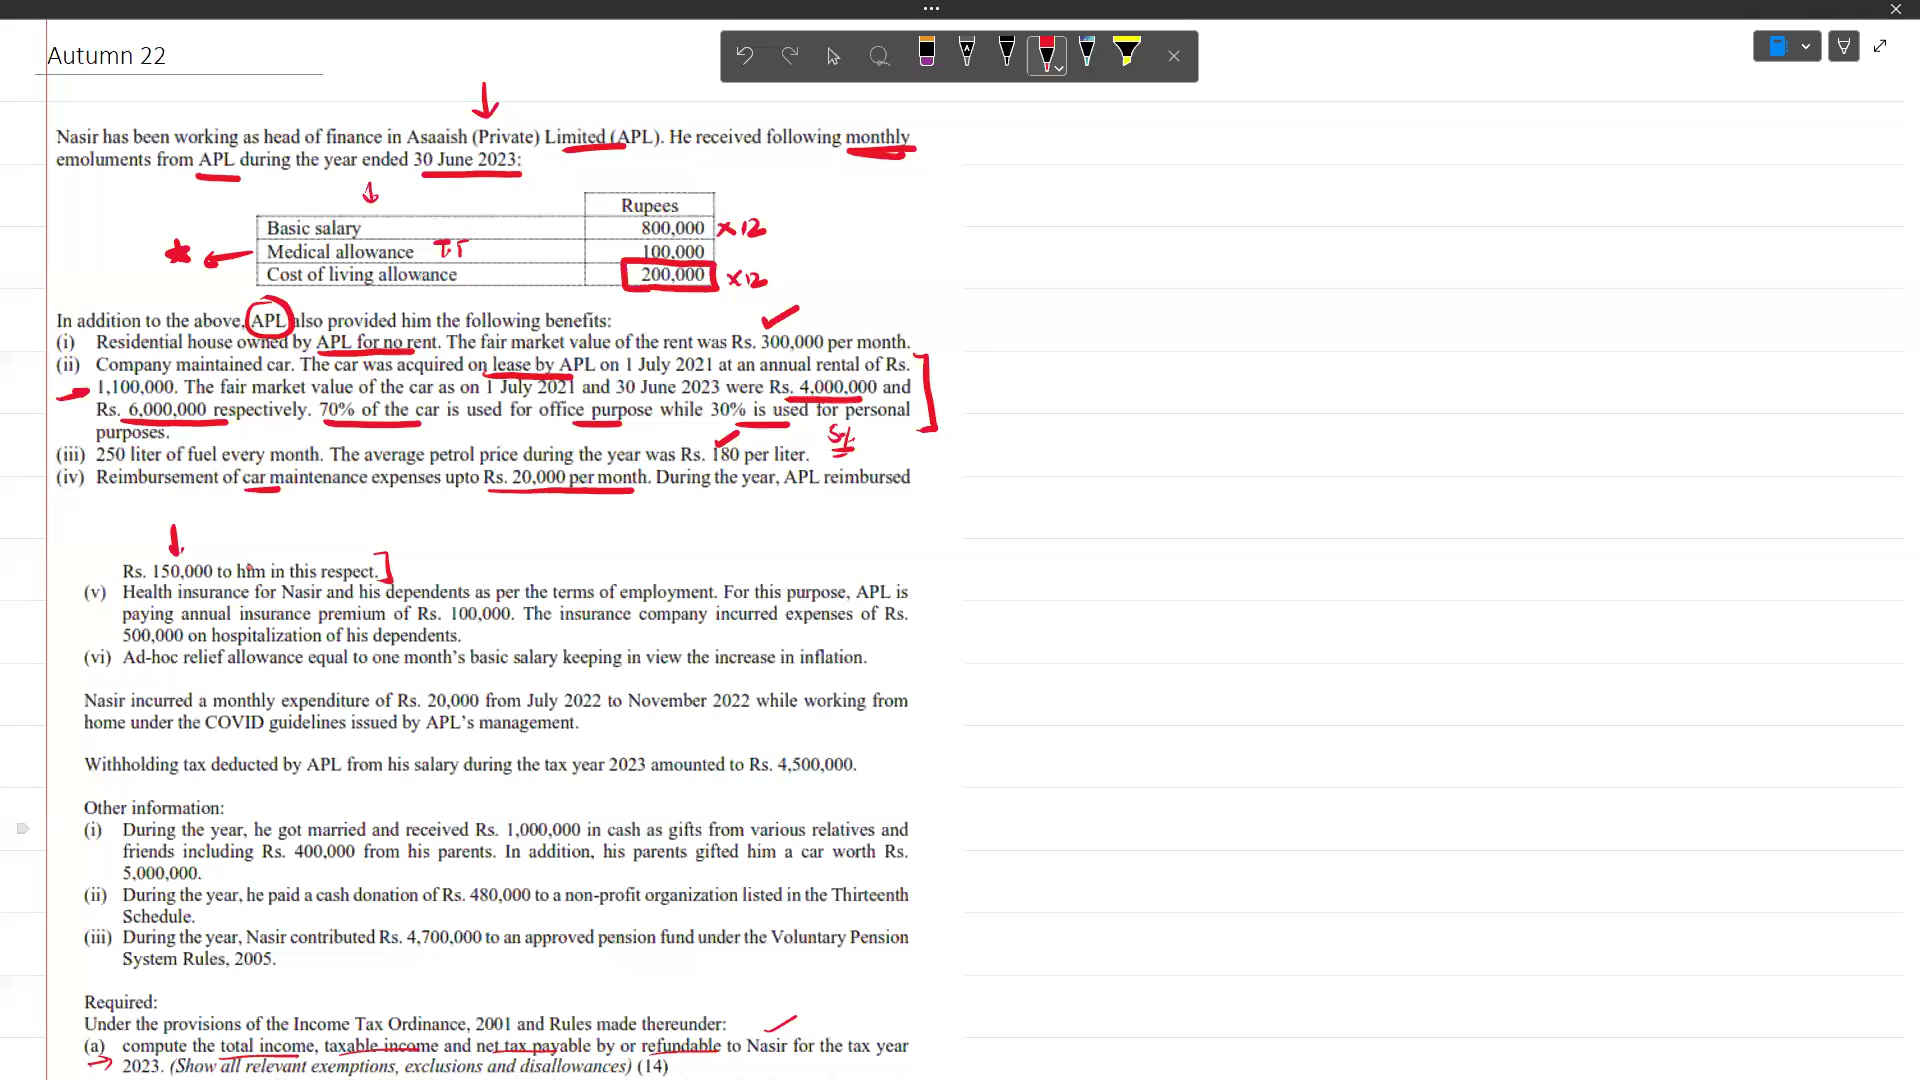 Autumn 22
Nasir has been working as head of finance in Asaaish (Private) Limited (APL). He received following monthly
emoluments from APL during the year ended 30 June 2023:
Rupees
Basic salary 800,000 ×12
Medical allowance 100,000
Cost of living allowance 200,000 ×12
In addition to the above, APL also provided him the following benefits:
(i) Residential house owned by APL for no rent. The fair market value of the rent was Rs. 300,000 per month.
(ii) Company maintained car. The car was acquired on lease by APL on 1 July 2021 at an annual rental of Rs.
1,100,000. The fair market value of the car as on 1 July 2021 and 30 June 2023 were Rs. 4,000,000 and
Rs. 6,000,000 respectively. 70% of the car is used for office purpose while 30% is used for personal
purposes.
5%
(iii) 250 liter of fuel every month. The average petrol price during the year was Rs. 180 per liter.
(iv) Reimbursement of car maintenance expenses upto Rs. 20,000 per month. During the year, APL reimbursed
Rs. 150,000 to him in this respect.
(v) Health insurance for Nasir and his dependents as per the terms of employment. For this purpose, APL is
paying annual insurance premium of Rs. 100,000. The insurance company incurred expenses of Rs.
500,000 on hospitalization of his dependents.
(vi) Ad-hoc relief allowance equal to one month's basic salary keeping in view the increase in inflation.
Nasir incurred a monthly expenditure of Rs. 20,000 from July 2022 to November 2022 while working from
home under the COVID guidelines issued by APL's management.
Withholding tax deducted by APL from his salary during the tax year 2023 amounted to Rs. 4,500,000.
Other information:
(i) During the year, he got married and received Rs. 1,000,000 in cash as gifts from various relatives and
friends including Rs. 400,000 from his parents. In addition, his parents gifted him a car worth Rs.
5,000,000.
(ii) During the year, he paid a cash donation of Rs. 480,000 to a non-profit organization listed in the Thirteenth
Schedule.
(iii) During the year, Nasir contributed Rs. 4,700,000 to an approved pension fund under the Voluntary Pension
System Rules, 2005.
Required:
Under the provisions of the Income Tax Ordinance, 2001 and Rules made thereunder:
(a) compute the total income, taxable income and net tax payable by or refundable to Nasir for the tax year
2023. (Show all relevant exemptions, exclusions and disallowances) (14)